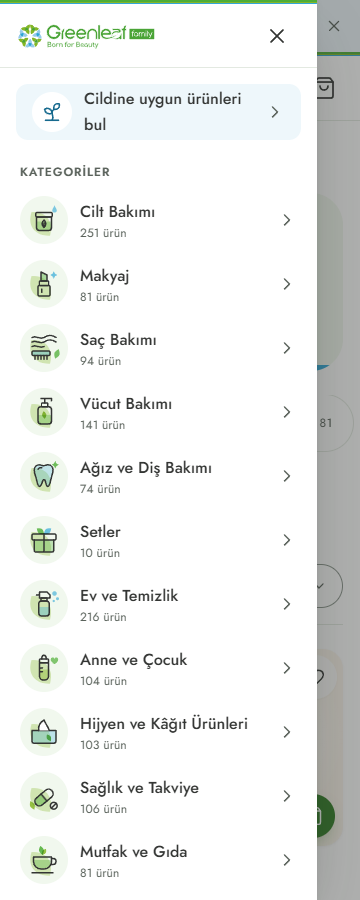 Greenleaf family
Born for Beauty
Cildine uygun ürünleri
bul
KATEGORİLER
Cilt Bakımı
251 ürün
Makyaj
81 ürün
Saç Bakımı
94 ürün
Vücut Bakımı
141 ürün
81
Ağız ve Diş Bakımı
74 ürün
Setler
10 ürün
Ev ve Temizlik
216 ürün
Anne ve Çocuk
104 ürün
Hijyen ve Kâğıt Ürünleri
103 ürün
Sağlık ve Takviye
106 ürün
Mutfak ve Gıda
81 ürün